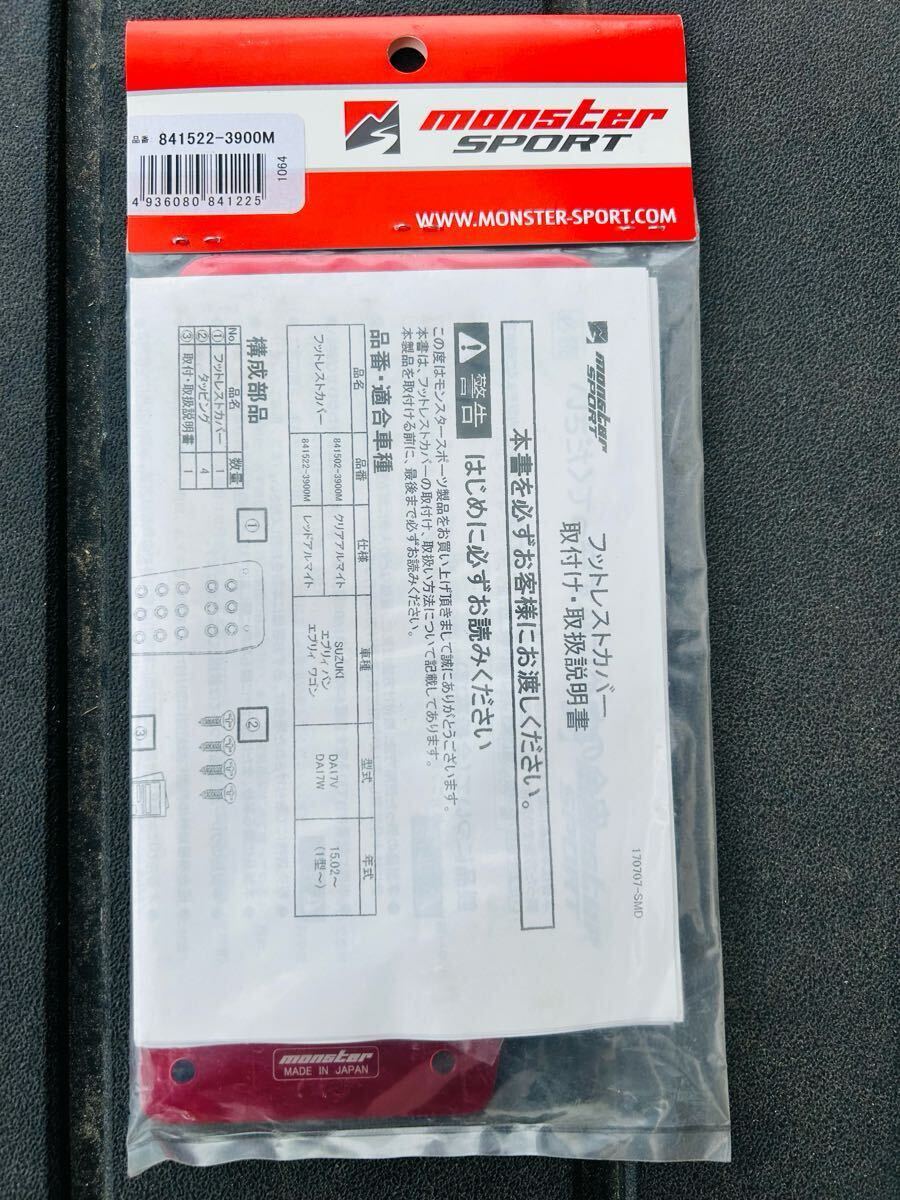 monster
SPORT
品番 841522-3900M
1064
4 936080 841225
WWW.MONSTER-SPORT.COM
monster
SPORT
フットレストカバー
取付け・取扱説明書
170707-SMD
本書を必ずお客様にお渡しください。
警告 はじめに必ずお読みください
この度はモンスタースポーツ製品をお買い上げ頂きまして誠にありがとうございます。
本書は、フットレストカバーの取付け、取扱い方法について記載してあります。
本製品を取付ける前に、最後まで必ずお読みください。
品番・適合車種
品名 品番 仕様 車種 型式 年式
フットレストカバー 841502-3900M クリアアルマイト SUZUKI エブリィ バン DA17V 15.02～
841522-3900M レッドアルマイト エブリィ ワゴン DA17W (1型～)
構成部品
No 品名 数量
① フットレストカバー 1
② タッピング 4
③ 取付・取扱説明書 1
①
②
③
monster
MADE IN JAPAN